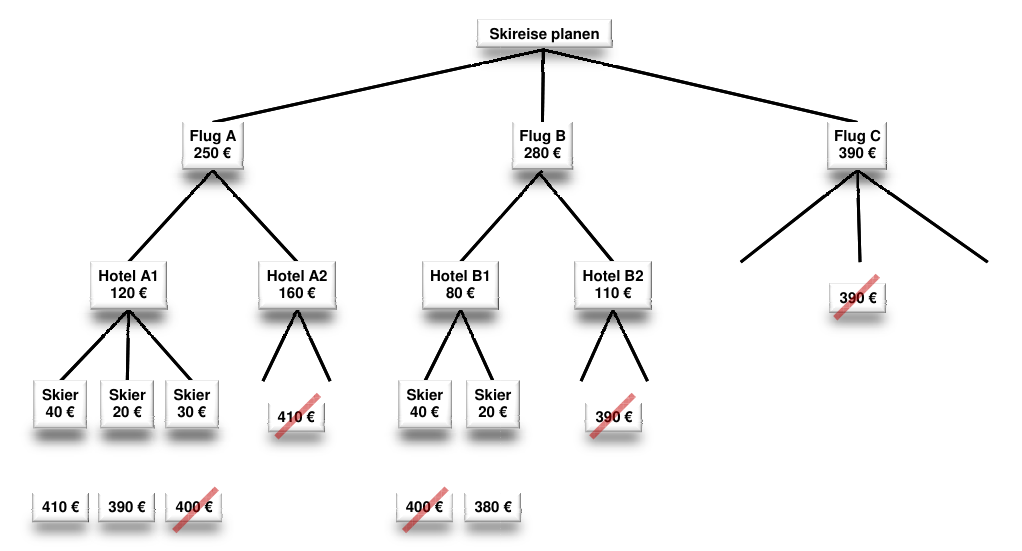 Skireise planen
Flug A
250 €
Flug B
280 €
Flug C
390 €
Hotel A1
120 €
Hotel A2
160 €
Hotel B1
80 €
Hotel B2
110 €
390 €
Skier
40 €
Skier
20 €
Skier
30 €
410 €
Skier
40 €
Skier
20 €
390 €
410 €
390 €
400 €
400 €
380 €